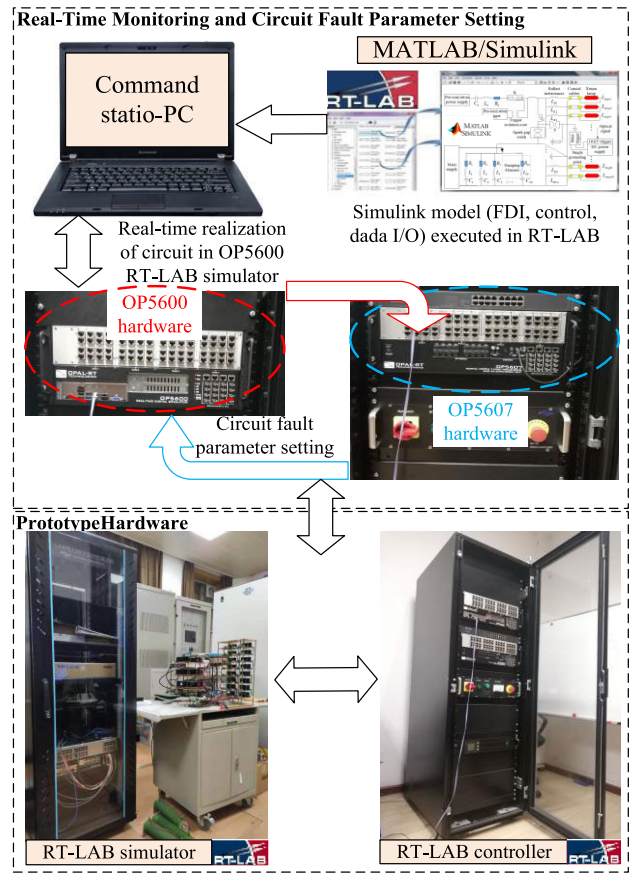 Real-Time Monitoring and Circuit Fault Parameter Setting
MATLAB/Simulink
Command
statio-PC
RT-LAB
MATLAB
SIMULINK
Simulink model (FDI, control,
dada I/O) executed in RT-LAB
Real-time realization
of circuit in OP5600
RT-LAB simulator
OP5600
hardware
OPAL-RT
OP5600
OPAL-RT
OP5607
OP5607
hardware
Circuit fault
parameter setting
PrototypeHardware
RT-LAB simulator
RT-LAB
RT-LAB controller
RT-LAB